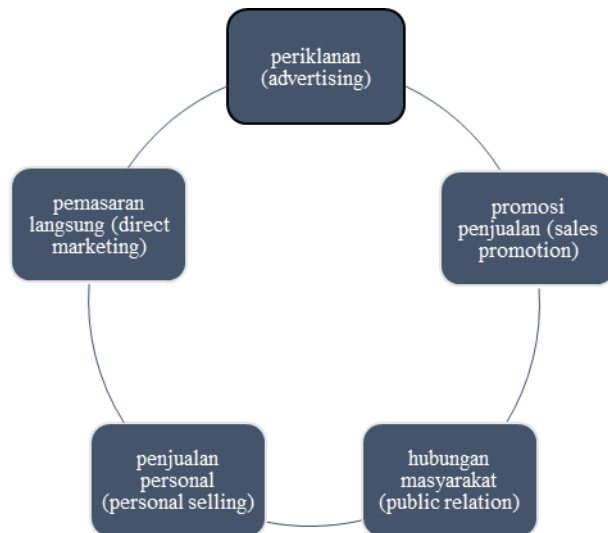 periklanan
(advertising)
promosi
penjualan (sales
promotion)
hubungan
masyarakat
(public relation)
penjualan
personal
(personal selling)
pemasaran
langsung (direct
marketing)